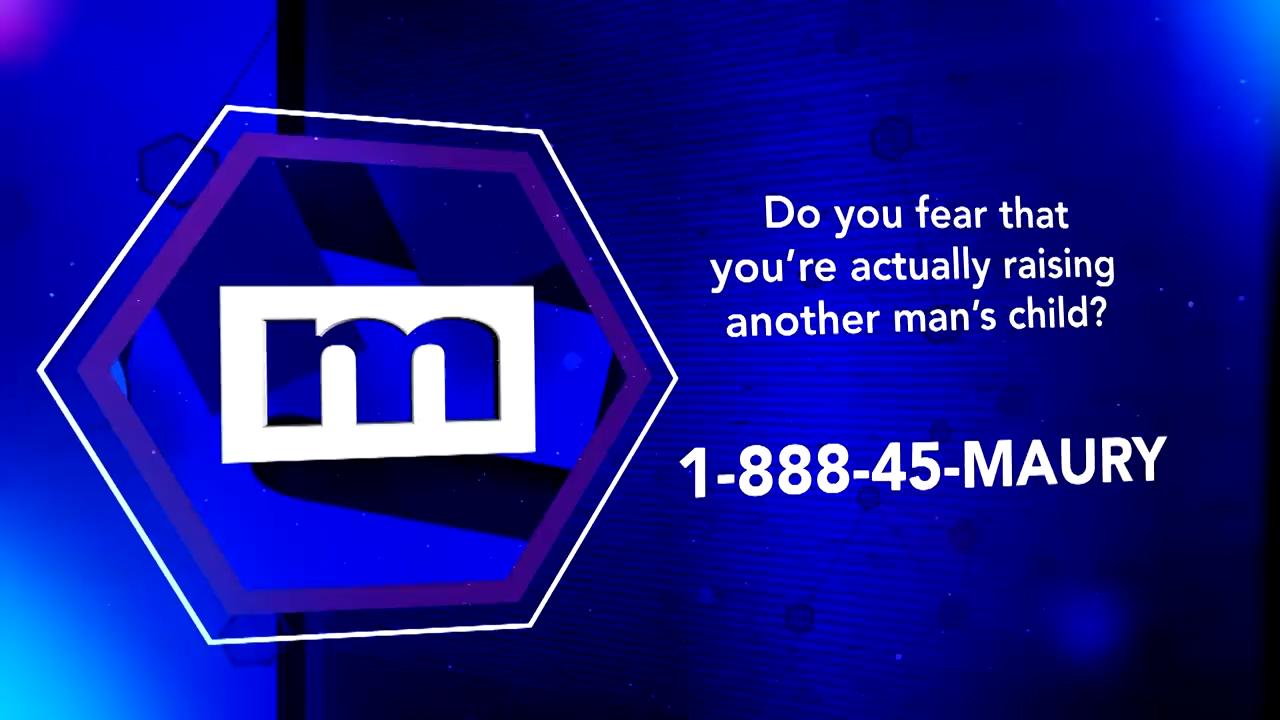 m
Do you fear that
you're actually raising
another man's child?
1-888-45-MAURY